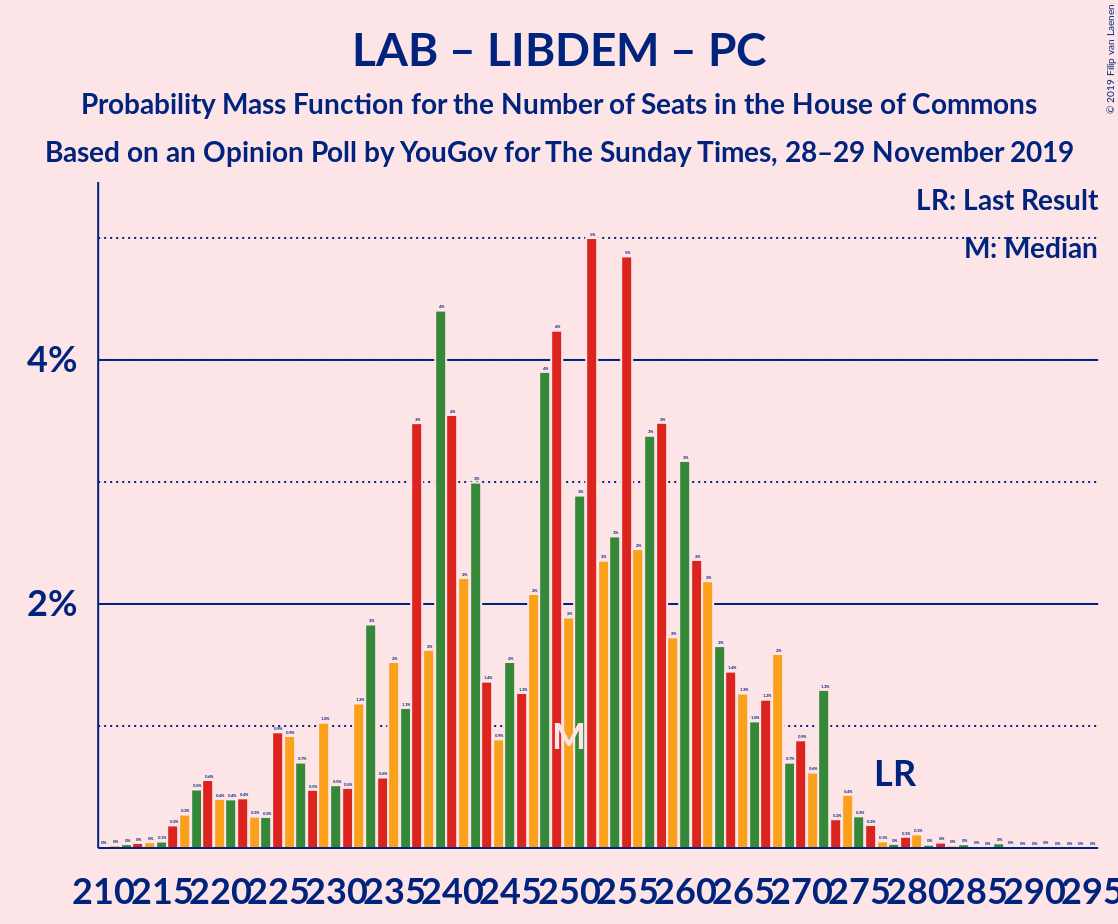 LAB – LIBDEM – PC
Probability Mass Function for the Number of Seats in the House of Commons
Based on an Opinion Poll by YouGov for The Sunday Times, 28–29 November 2019
© 2019 Filip van Laenen
LR: Last Result
M: Median
4%
2%
M
LR
210 215 220 225 230 235 240 245 250 255 260 265 270 275 280 285 290 295